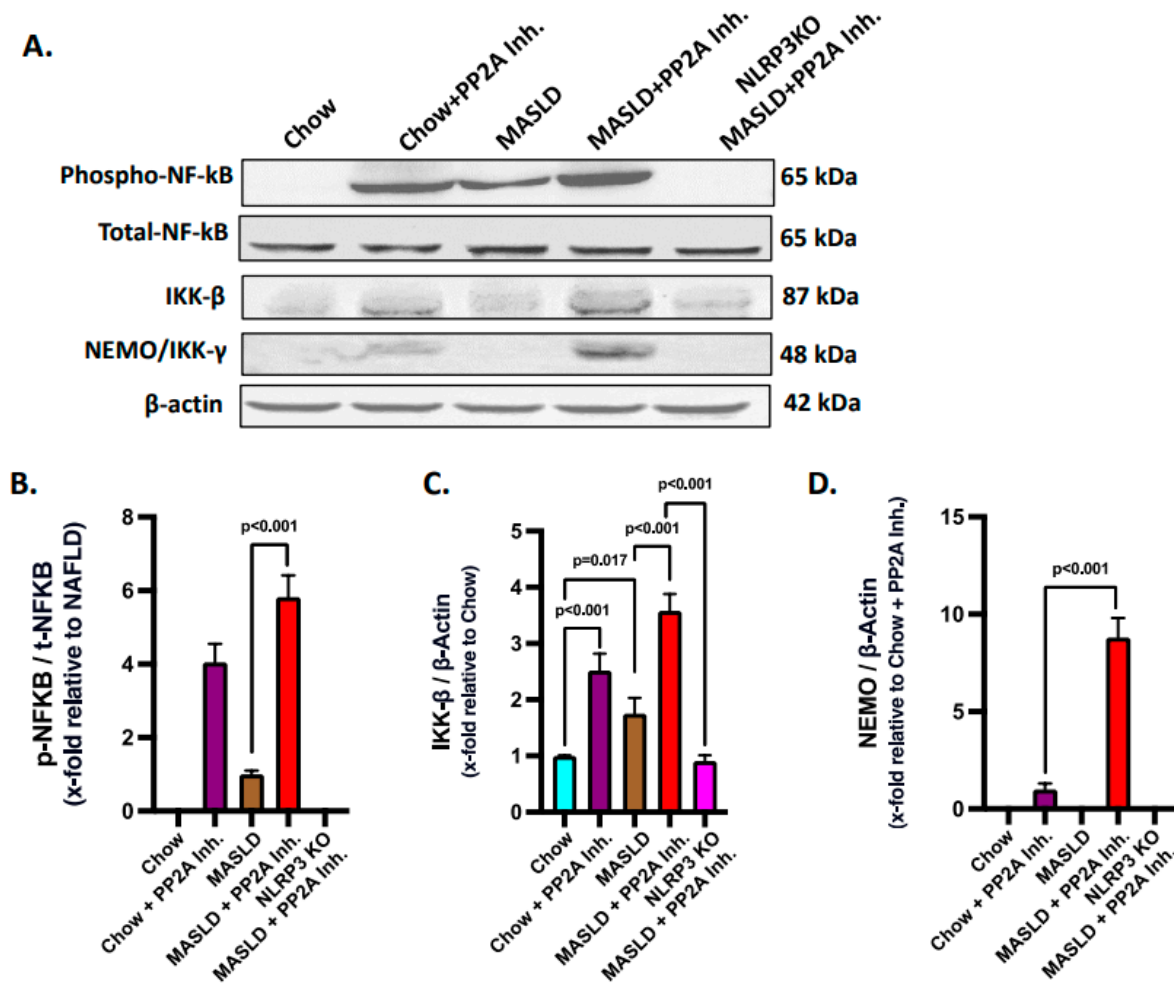 A.
Chow
Chow+PP2A Inh.
MASLD
MASLD+PP2A Inh.
NLRP3KO
MASLD+PP2A Inh.
Phospho-NF-kB
65 kDa
Total-NF-kB
65 kDa
IKK-β
87 kDa
NEMO/IKK-γ
48 kDa
β-actin
42 kDa
B.
p-NFKB / t-NFKB
(x-fold relative to NAFLD)
8
6
4
2
0
p<0.001
Chow
Chow + PP2A Inh.
MASLD
MASLD + PP2A Inh.
NLRP3 KO
MASLD + PP2A Inh.
C.
IKK-β / β-Actin
(x-fold relative to Chow)
5
4
3
2
1
0
p<0.001
p<0.001
p=0.017
p<0.001
Chow
Chow + PP2A Inh.
MASLD
MASLD + PP2A Inh.
NLRP3 KO
MASLD + PP2A Inh.
D.
NEMO / β-Actin
(x-fold relative to Chow + PP2A Inh.)
15
10
5
0
p<0.001
Chow
Chow + PP2A Inh.
MASLD
MASLD + PP2A Inh.
NLRP3 KO
MASLD + PP2A Inh.